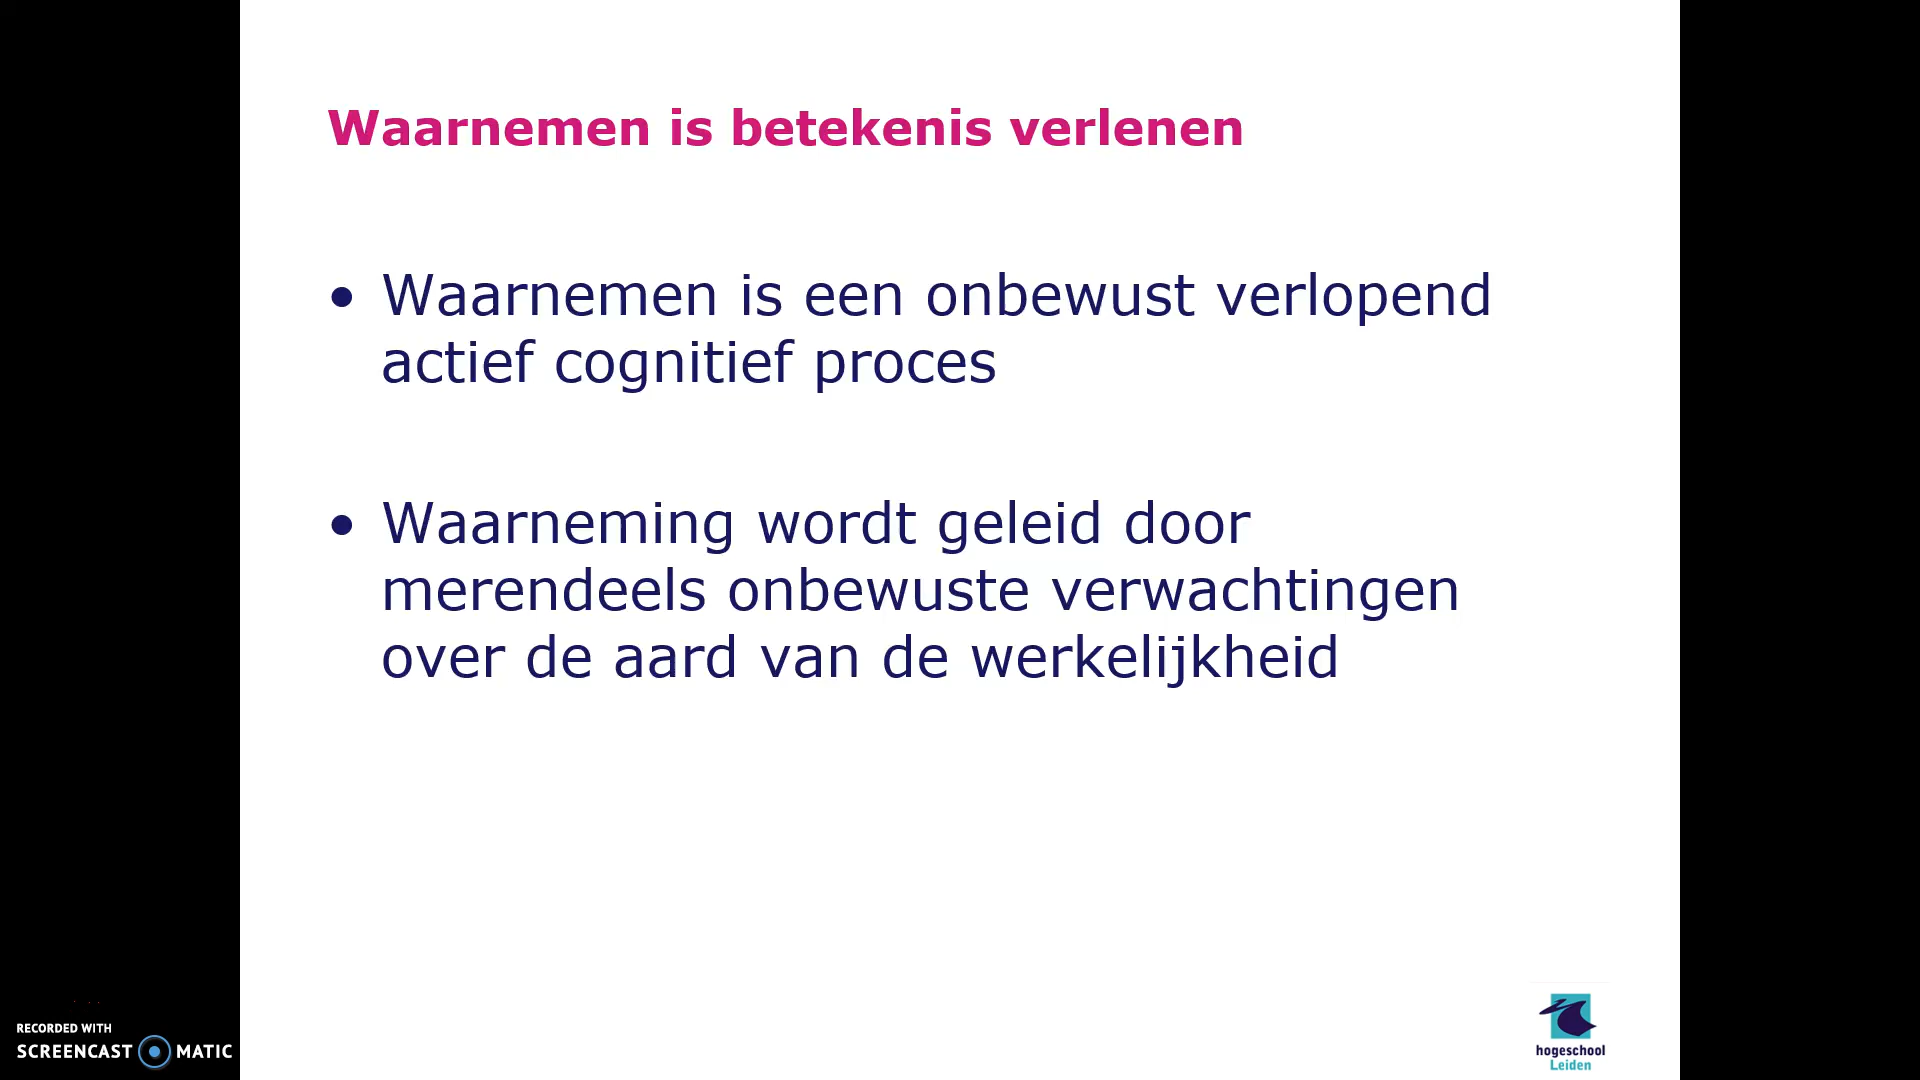 Waarnemen is betekenis verlenen
• Waarnemen is een onbewust verlopend
actief cognitief proces
• Waarneming wordt geleid door
merendeels onbewuste verwachtingen
over de aard van de werkelijkheid
RECORDED WITH
SCREENCAST MATIC
hogeschool
Leiden